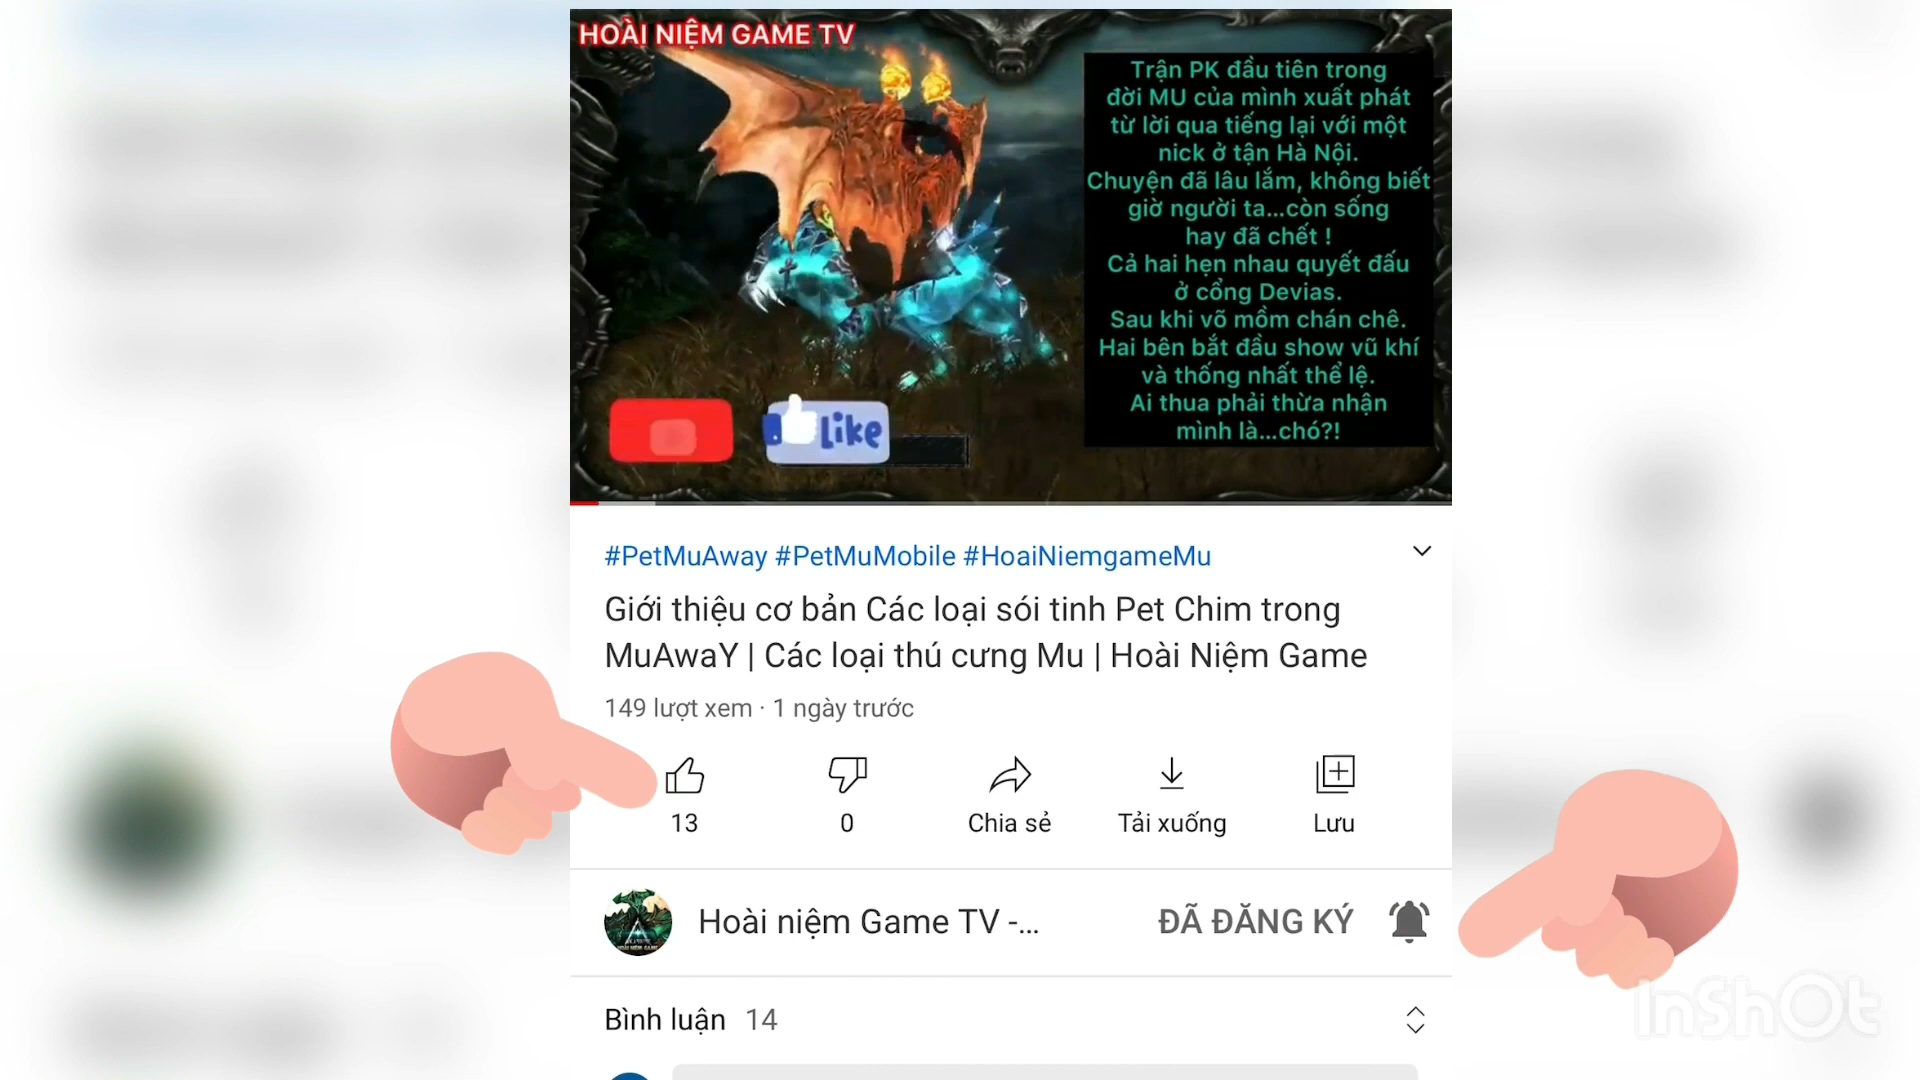 HOÀI NIỆM GAME TV
Trận PK đầu tiên trong
đời MU của mình xuất phát
từ lời qua tiếng lại với một
nick ở tận Hà Nội.
Chuyện đã lâu lắm, không biết
giờ người ta...còn sống
hay đã chết !
Cả hai hẹn nhau quyết đấu
ở cổng Devias.
Sau khi võ mồm chán chê.
Hai bên bắt đầu show vũ khí
và thống nhất thể lệ.
Ai thua phải thừa nhận
mình là...chó?!
Like
#PetMuAway #PetMuMobile #HoaiNiemgameMu
Giới thiệu cơ bản Các loại sói tinh Pet Chim trong
MuAwaY | Các loại thú cưng Mu | Hoài Niệm Game
149 lượt xem · 1 ngày trước
13
0
Chia sẻ
Tải xuống
Lưu
Hoài niệm Game TV -...
ĐÃ ĐĂNG KÝ
Bình luận 14
InShOt